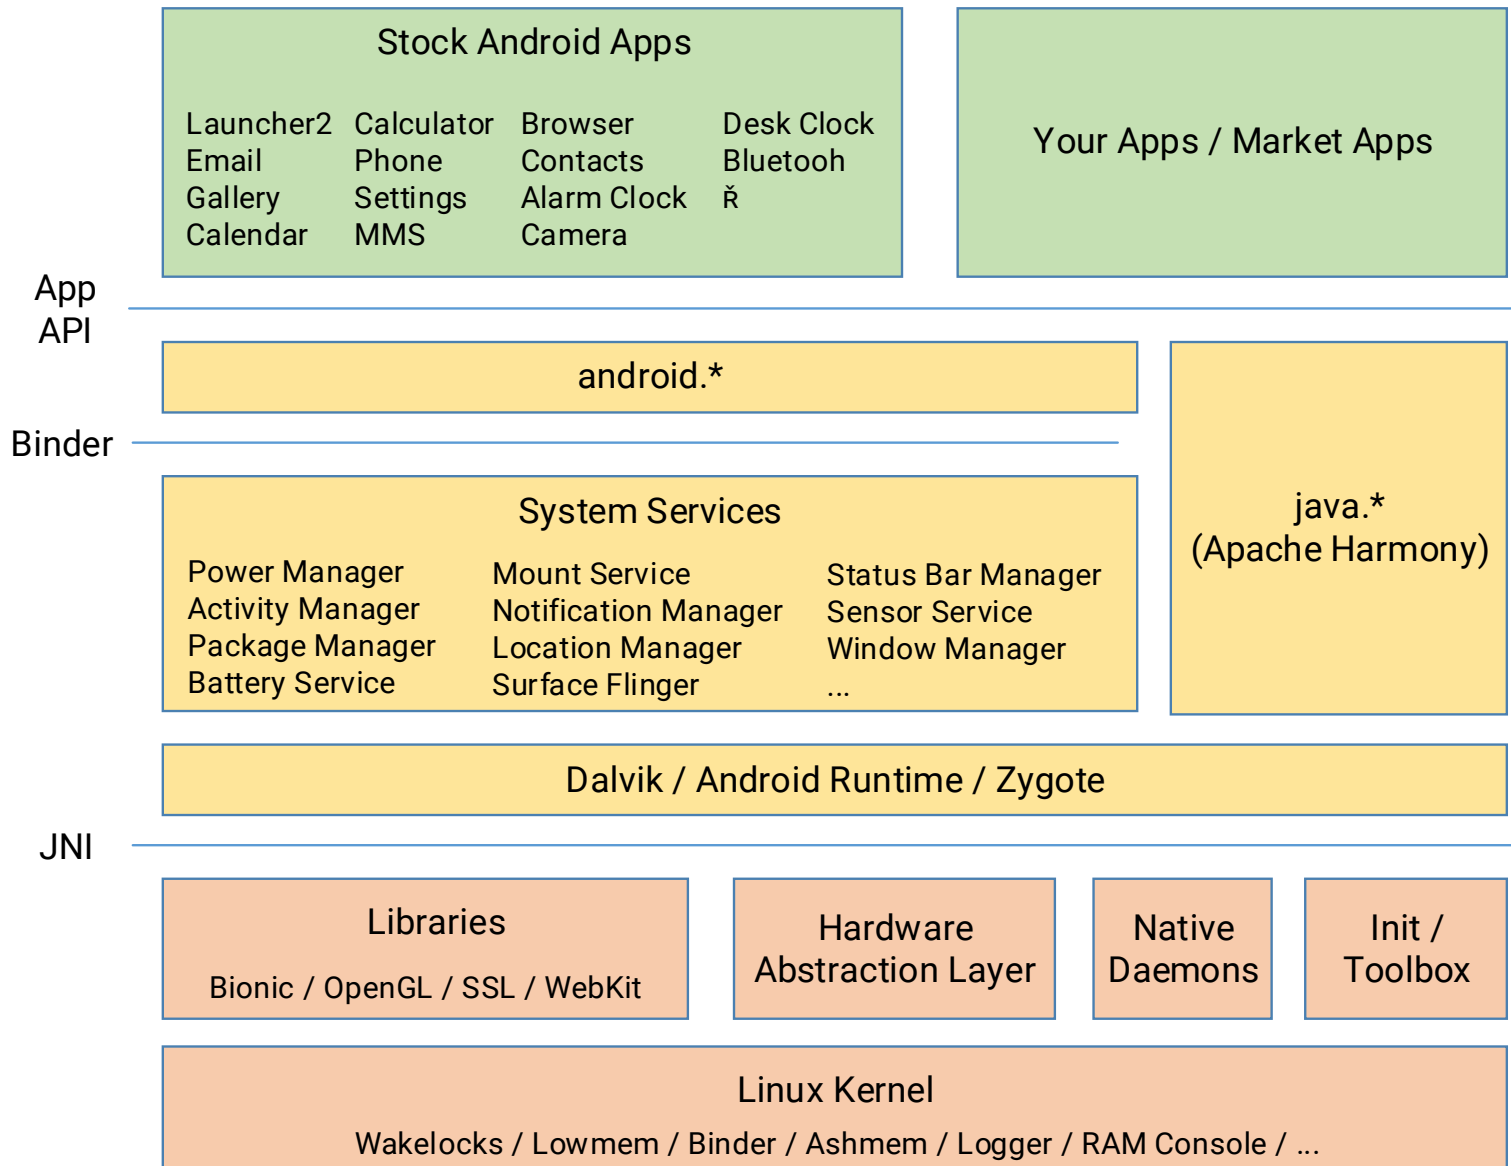 Stock Android Apps
Launcher2 Calculator Browser Desk Clock
Email Phone Contacts Bluetooh
Gallery Settings Alarm Clock Ř
Calendar MMS Camera
Your Apps / Market Apps
App
API
android.*
Binder
System Services
Power Manager Mount Service Status Bar Manager
Activity Manager Notification Manager Sensor Service
Package Manager Location Manager Window Manager
Battery Service Surface Flinger ...
java.*
(Apache Harmony)
Dalvik / Android Runtime / Zygote
JNI
Libraries
Bionic / OpenGL / SSL / WebKit
Hardware
Abstraction Layer
Native
Daemons
Init /
Toolbox
Linux Kernel
Wakelocks / Lowmem / Binder / Ashmem / Logger / RAM Console / ...